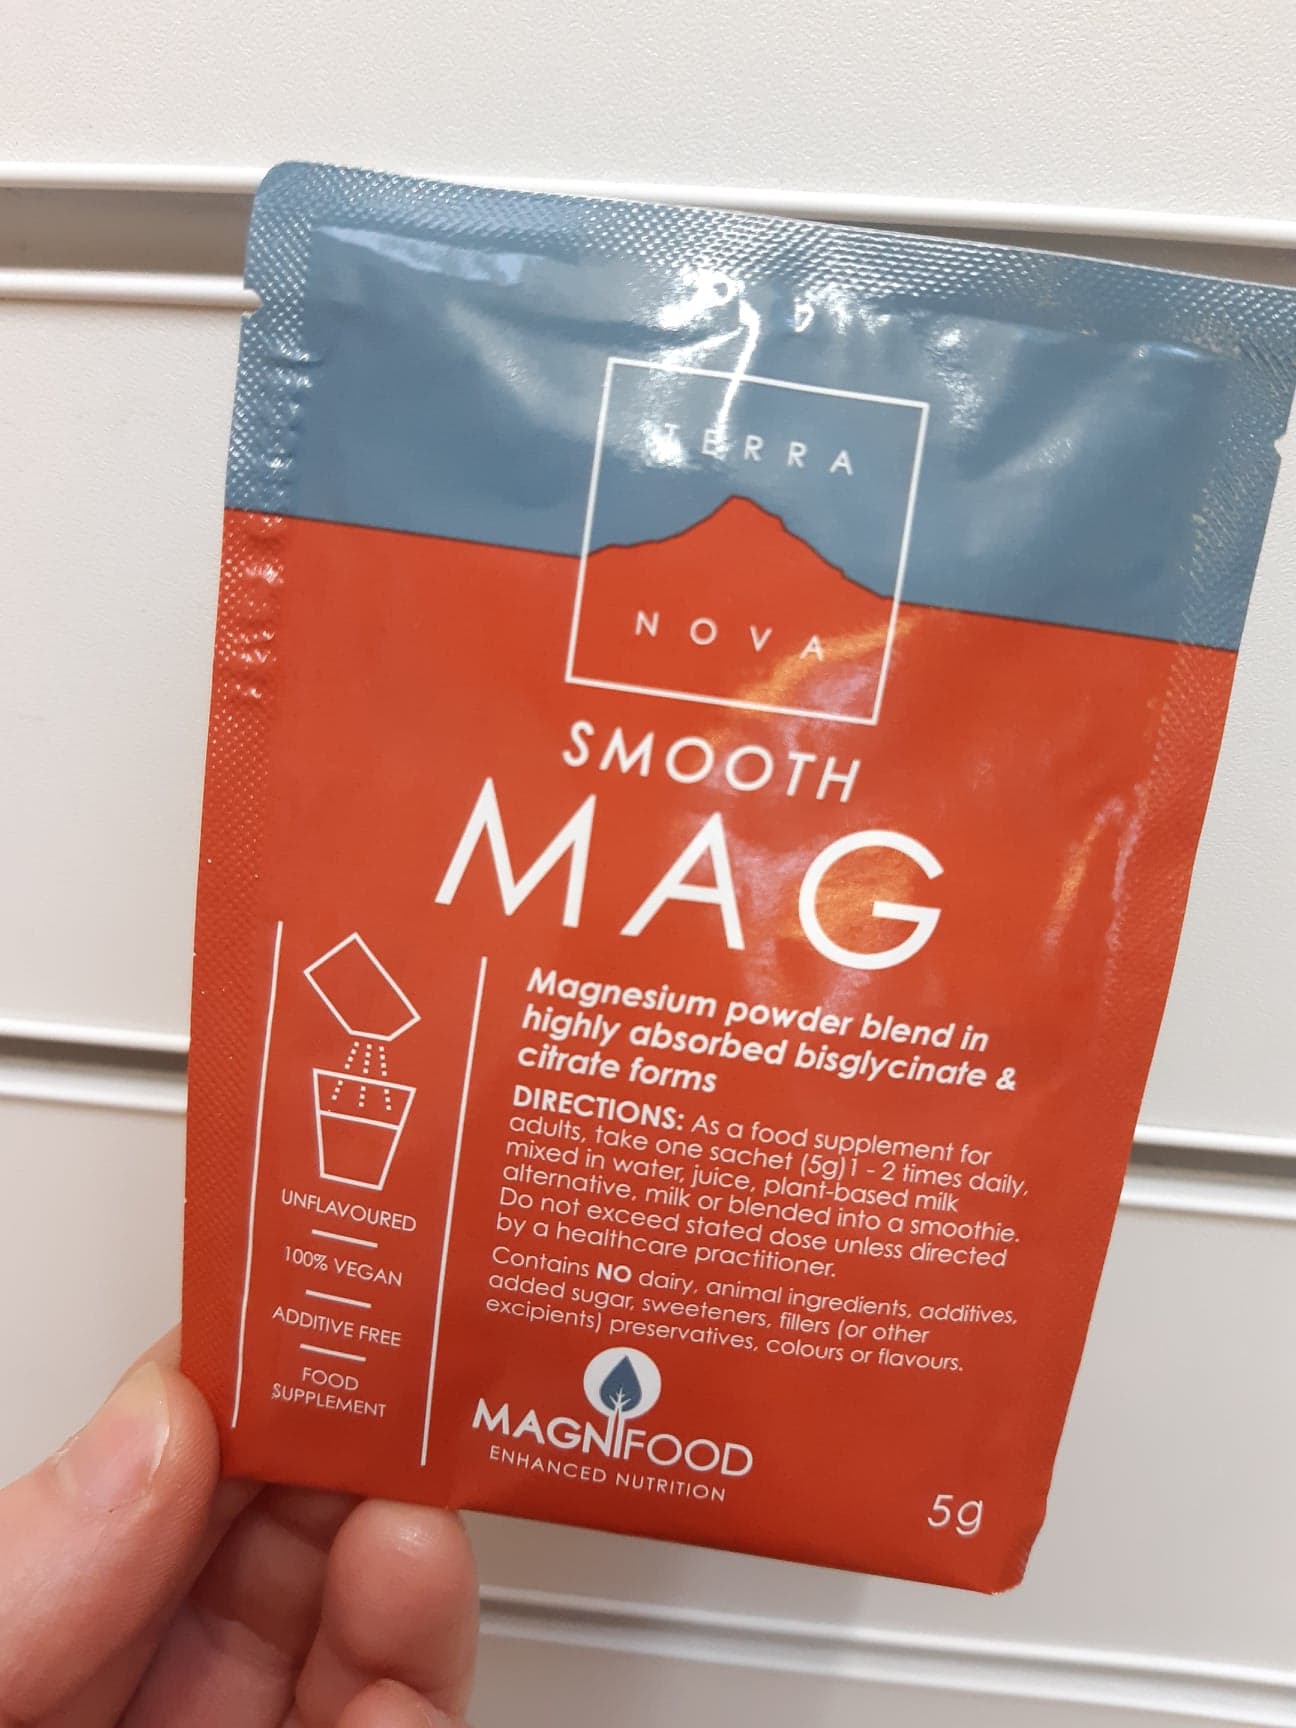 TERRA
NOVA
SMOOTH
MAG
Magnesium powder blend in
highly absorbed bisglycinate &
citrate forms
DIRECTIONS: As a food supplement for
adults, take one sachet (5g)1 - 2 times daily,
mixed in water, juice, plant-based milk
alternative, milk or blended into a smoothie.
Do not exceed stated dose unless directed
by a healthcare practitioner.
Contains NO dairy, animal ingredients, additives,
added sugar, sweeteners, fillers (or other
excipients) preservatives, colours or flavours.
UNFLAVOURED
100% VEGAN
ADDITIVE FREE
FOOD
SUPPLEMENT
MAGNIFOOD
ENHANCED NUTRITION
5g